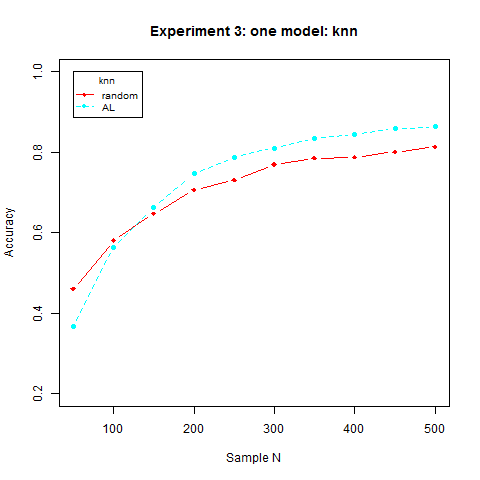 Experiment 3: one model: knn
knn
random
AL
Accuracy
1.0
0.8
0.6
0.4
0.2
100 200 300 400 500
Sample N